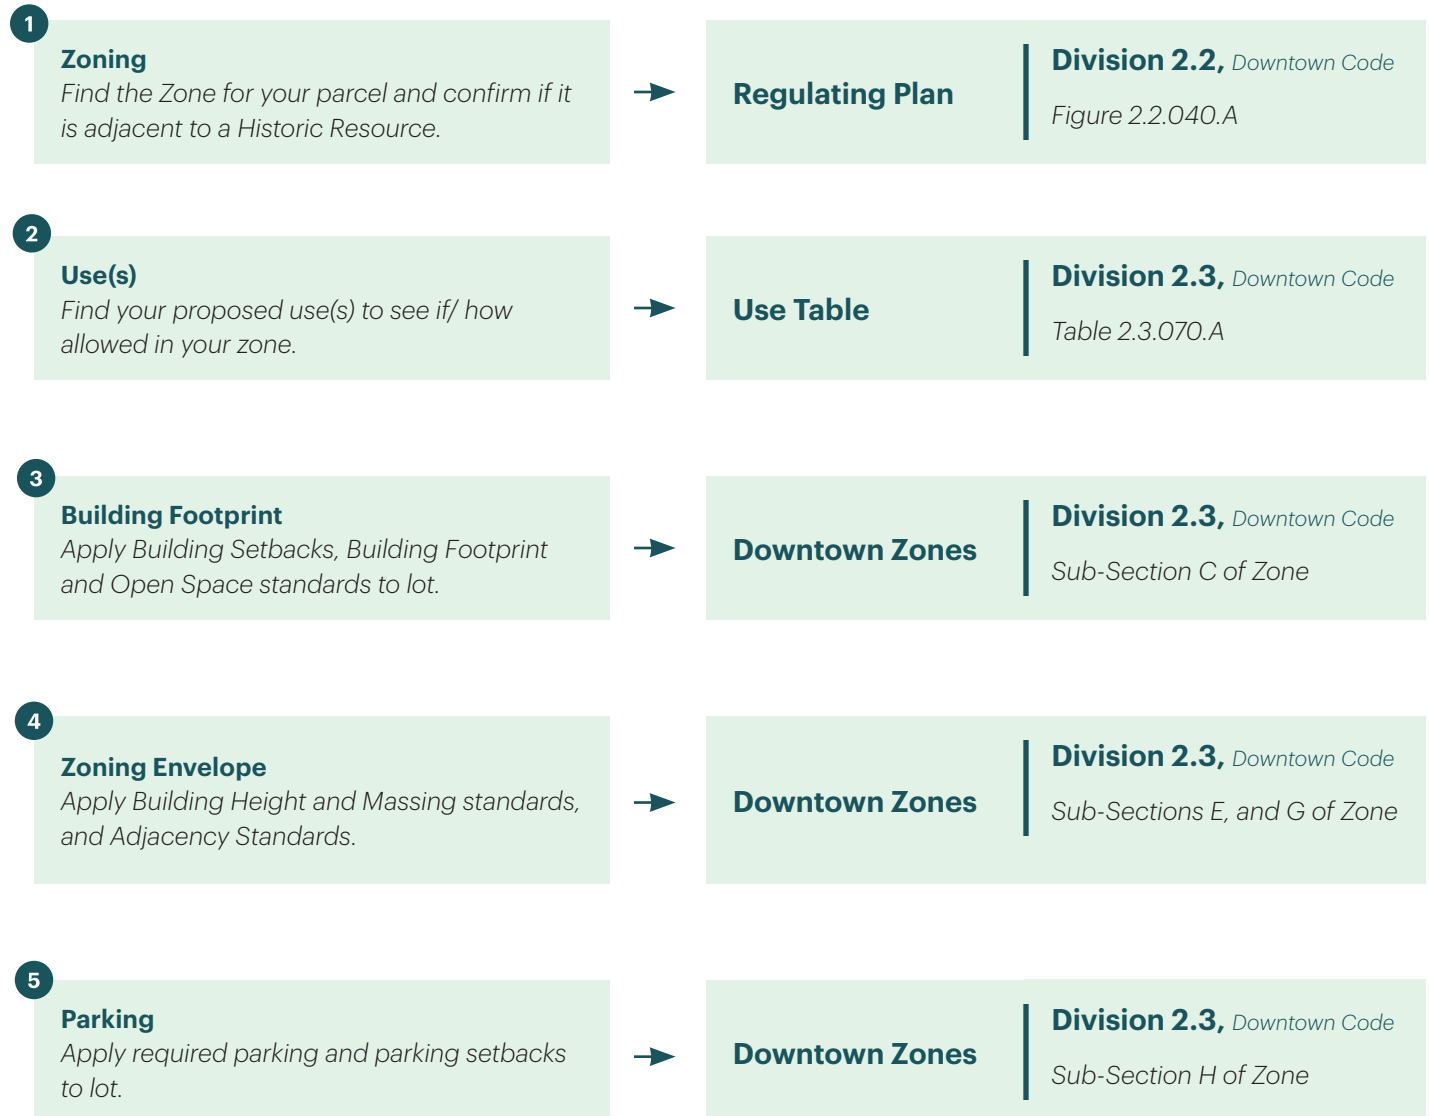 1
Zoning
Find the Zone for your parcel and confirm if it
is adjacent to a Historic Resource.
Regulating Plan
Division 2.2, Downtown Code
Figure 2.2.040.A
2
Use(s)
Find your proposed use(s) to see if/ how
allowed in your zone.
Use Table
Division 2.3, Downtown Code
Table 2.3.070.A
3
Building Footprint
Apply Building Setbacks, Building Footprint
and Open Space standards to lot.
Downtown Zones
Division 2.3, Downtown Code
Sub-Section C of Zone
4
Zoning Envelope
Apply Building Height and Massing standards,
and Adjacency Standards.
Downtown Zones
Division 2.3, Downtown Code
Sub-Sections E, and G of Zone
5
Parking
Apply required parking and parking setbacks
to lot.
Downtown Zones
Division 2.3, Downtown Code
Sub-Section H of Zone